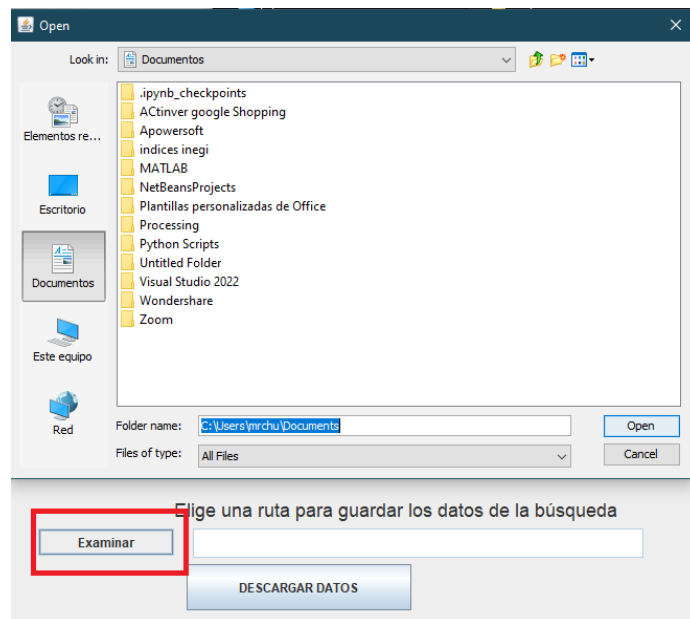 Open
Look in:
Documentos
.ipynb_checkpoints
ACtinver google Shopping
Apowersoft
indices inegi
MATLAB
NetBeansProjects
Plantillas personalizadas de Office
Processing
Python Scripts
Untitled Folder
Visual Studio 2022
Wondershare
Zoom
Elementos re...
Escritorio
Documentos
Este equipo
Red
Folder name:
C:\Users\mrchu\Documents
Open
Files of type:
All Files
Cancel
Elige una ruta para guardar los datos de la búsqueda
Examinar
DESCARGAR DATOS